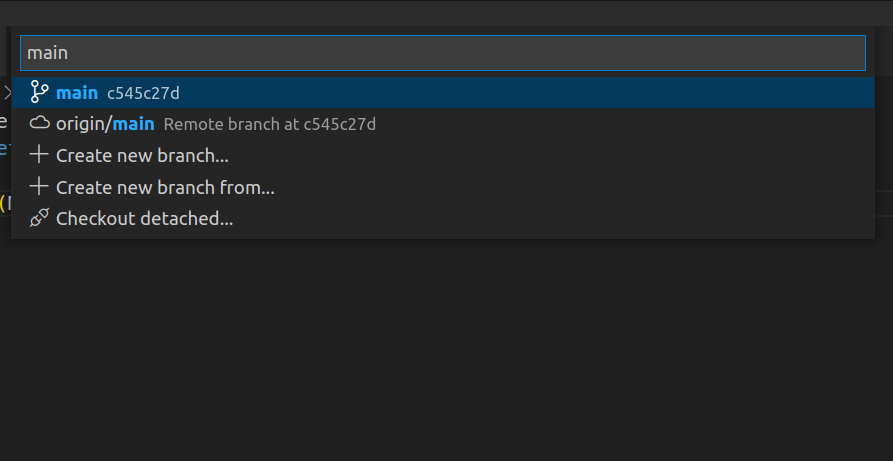 main
main c545c27d
origin/main Remote branch at c545c27d
Create new branch...
Create new branch from...
Checkout detached...